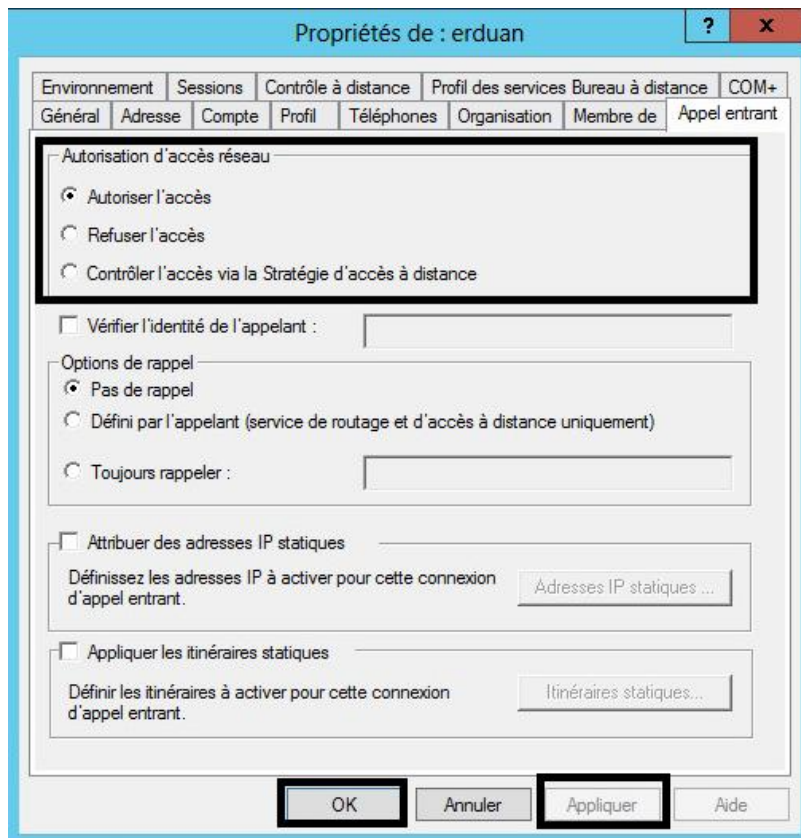 Propriétés de : erduan
?
x
Environnement Sessions Contrôle à distance Profil des services Bureau à distance COM+
Général Adresse Compte Profil Téléphones Organisation Membre de Appel entrant
Autorisation d'accès réseau
Autoriser l'accès
Refuser l'accès
Contrôler l'accès via la Stratégie d'accès à distance
Vérifier l'identité de l'appelant :
Options de rappel
Pas de rappel
Défini par l'appelant (service de routage et d'accès à distance uniquement)
Toujours rappeler :
Attribuer des adresses IP statiques
Définissez les adresses IP à activer pour cette connexion
d'appel entrant.
Adresses IP statiques ...
Appliquer les itinéraires statiques
Définir les itinéraires à activer pour cette connexion
d'appel entrant.
Itinéraires statiques...
OK Annuler Appliquer Aide